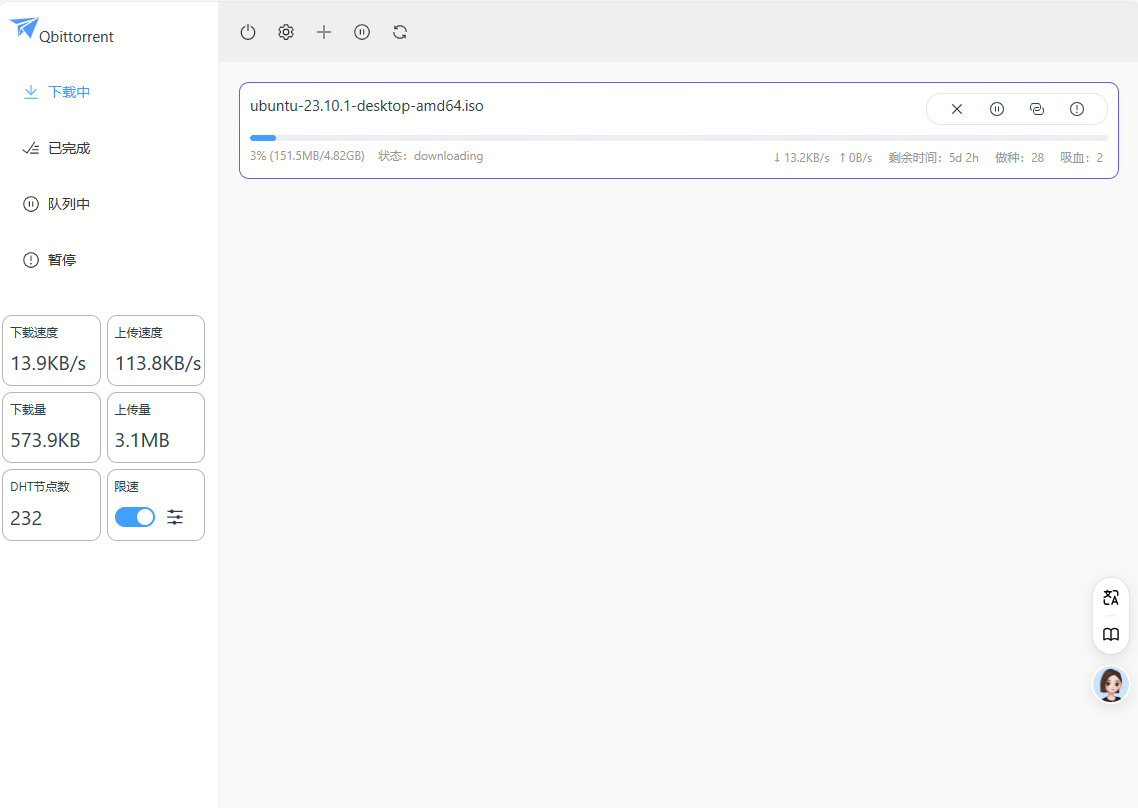 Qbittorrent
下载中
已完成
队列中
暂停
下载速度
13.9KB/s
上传速度
113.8KB/s
下载量
573.9KB
上传量
3.1MB
DHT节点数
232
限速
ubuntu-23.10.1-desktop-amd64.iso
3% (151.5MB/4.82GB) 状态：downloading
↓13.2KB/s ↑0B/s 剩余时间：5d 2h 做种：28 吸血：2